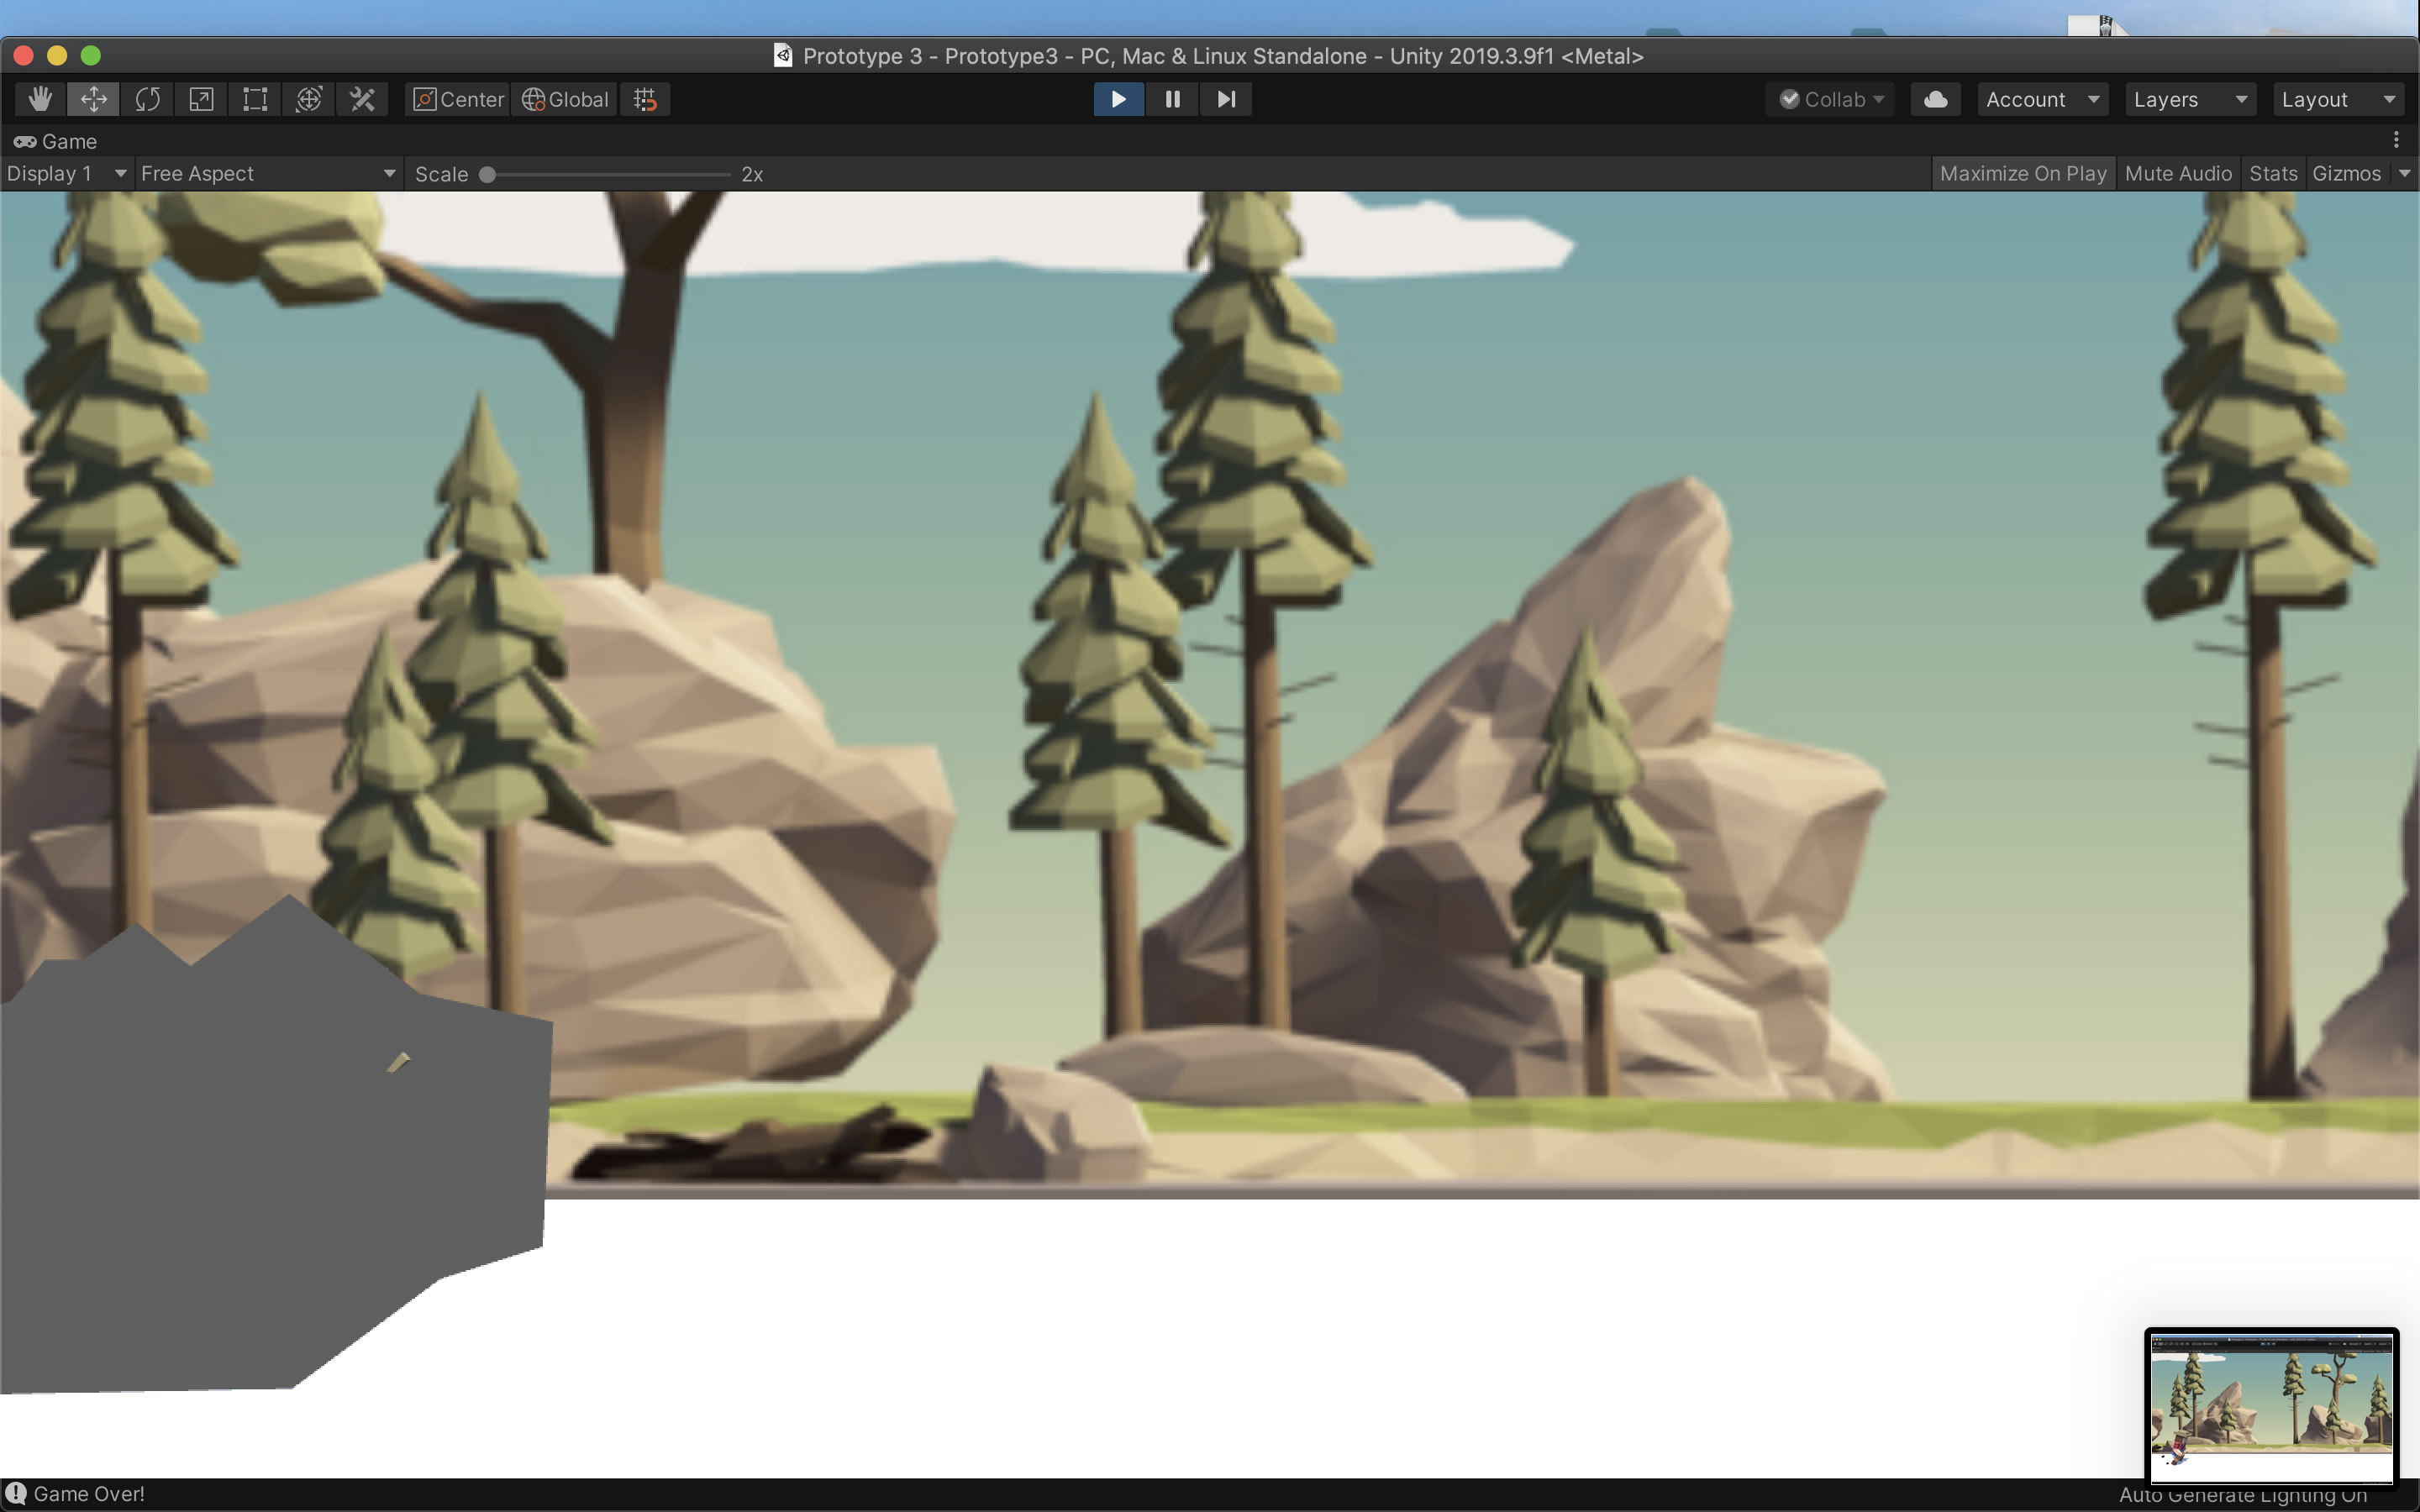 Prototype 3 - Prototype3 - PC, Mac & Linux Standalone - Unity 2019.3.9f1 <Metal>
Center Global Collab Account Layers Layout
Game
Display 1 Free Aspect Scale 2x Maximize On Play Mute Audio Stats Gizmos
Game Over! Auto Generate Lighting On